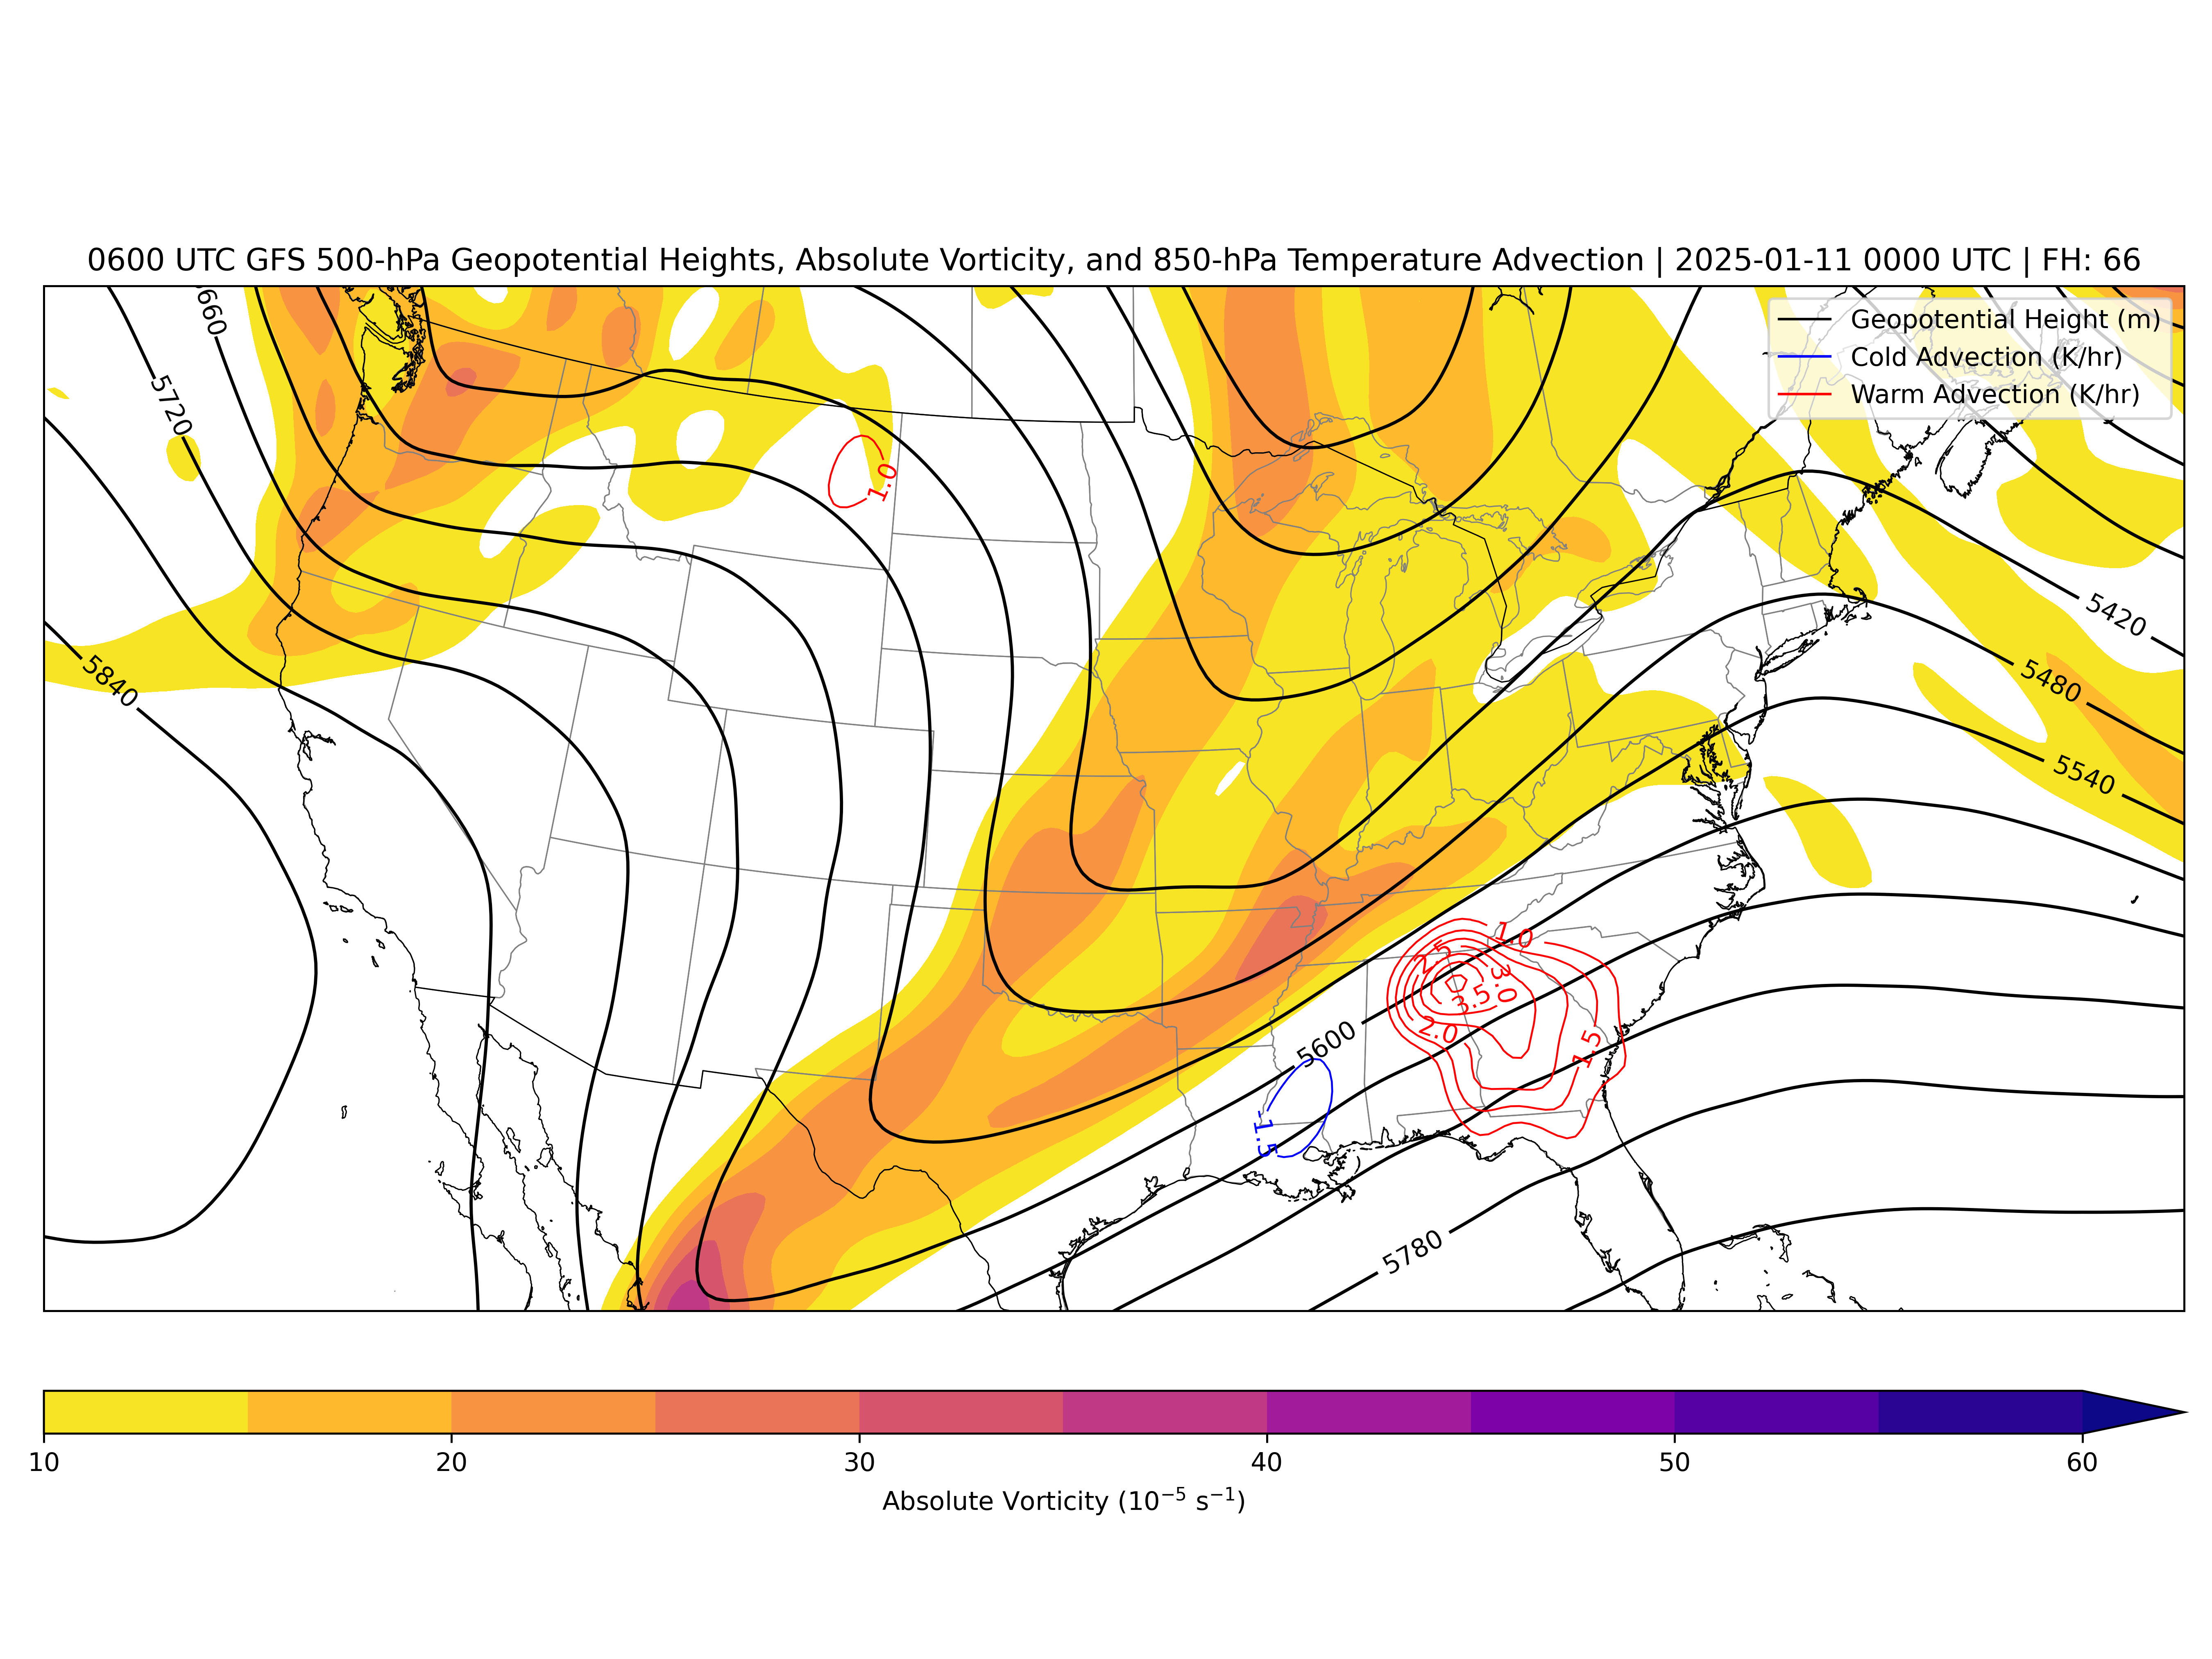 0600 UTC GFS 500-hPa Geopotential Heights, Absolute Vorticity, and 850-hPa Temperature Advection | 2025-01-11 0000 UTC | FH: 66
Geopotential Height (m)
Cold Advection (K/hr)
Warm Advection (K/hr)
5660
5720
5840
1.0
5420
5480
5540
1.0
2.5
3.0
3.5
2.0
1.5
5600
-1.5
5780
10 20 30 40 50 60
Absolute Vorticity (10⁻⁵ s⁻¹)